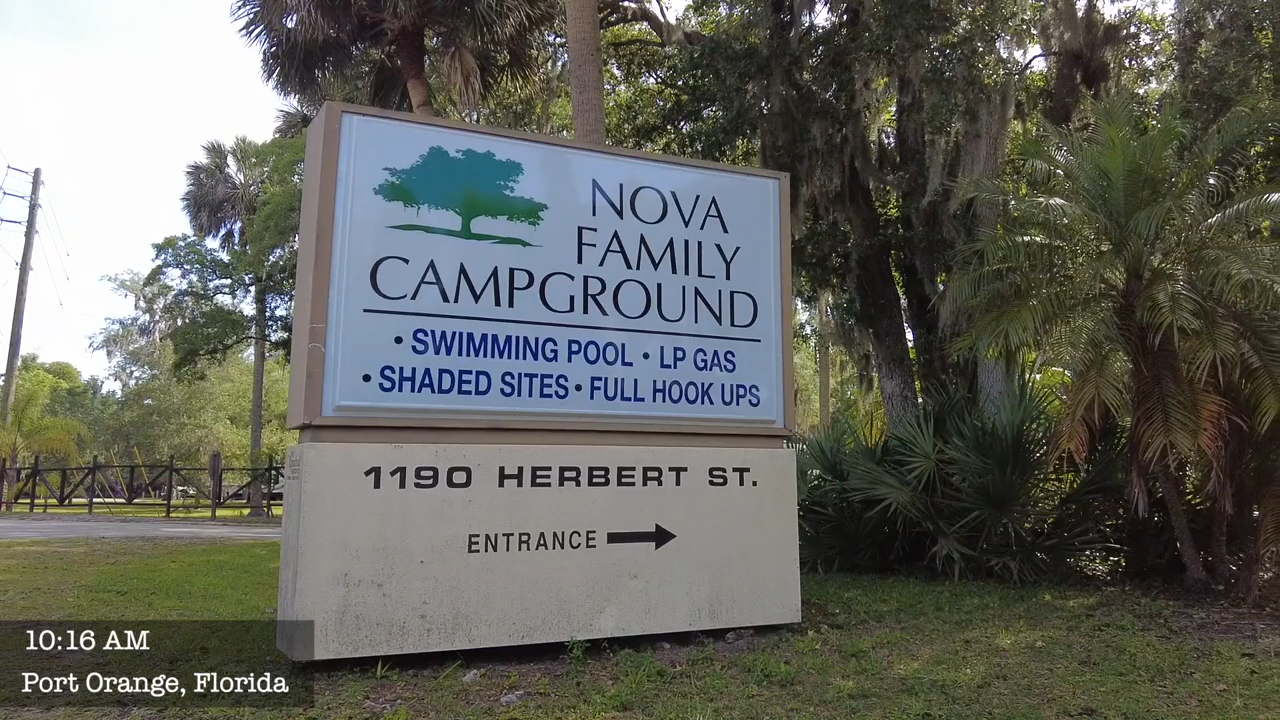 NOVA
FAMILY
CAMPGROUND
• SWIMMING POOL • LP GAS
• SHADED SITES • FULL HOOK UPS
1190 HERBERT ST.
ENTRANCE
10:16 AM
Port Orange, Florida